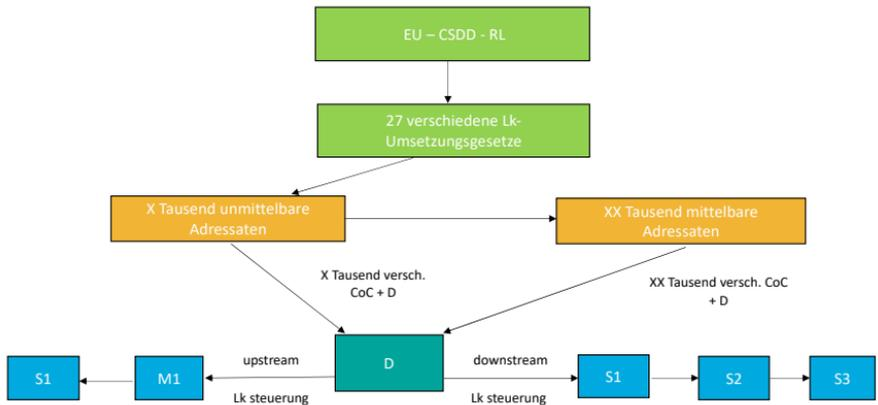 EU – CSDD - RL
27 verschiedene Lk-
Umsetzungsgesetze
X Tausend unmittelbare
Adressaten
XX Tausend mittelbare
Adressaten
X Tausend versch.
CoC + D
XX Tausend versch. CoC
+ D
S1
M1
upstream
Lk steuerung
D
downstream
Lk steuerung
S1
S2
S3